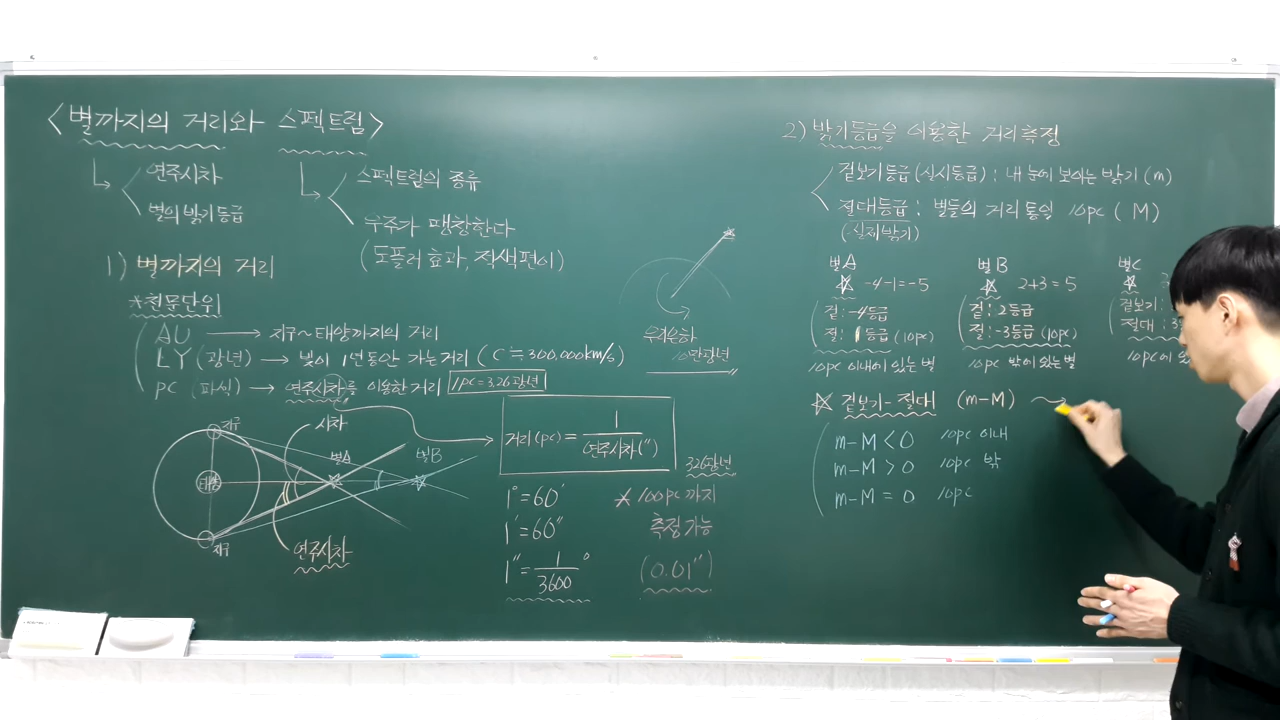 <별까지의 거리와 스펙트럼>
연주시차
별의 밝기등급
스펙트럼의 종류
우주가 팽창한다
(도플러 효과, 적색편이)
1) 별까지의 거리
*천문단위
AU → 지구~태양까지의 거리
LY (광년) → 빛이 1년동안 가는거리 (C≒300,000km/s)
pc (파섹) → 연주시차를 이용한 거리 1pc=3.26광년
지구
태양
지구
시차
별A
별B
연주시차
거리(pc) = 1/연주시차(")
1°=60'
1'=60"
1"=1/3600°
326광년
*100pc까지
측정가능
(0.01")
우리은하
10만광년
2) 밝기등급을 이용한 거리측정
겉보기등급(실시등급) : 내 눈에 보이는 밝기 (m)
절대등급 : 별들의 거리 통일 10pc (M)
(실제밝기)
별A
☆ -4-1=-5
겉:-4등급
절: 1등급 (10pc)
10pc 이내에 있는 별
별B
☆ 2+3=5
겉: 2등급
절:-3등급 (10pc)
10pc 밖이 있는 별
별C
☆
겉보기:
절대 :
10pc에
☆ 겉보기-절대 (m-M) →
m-M<0 10pc 이내
m-M>0 10pc 밖
m-M=0 10pc